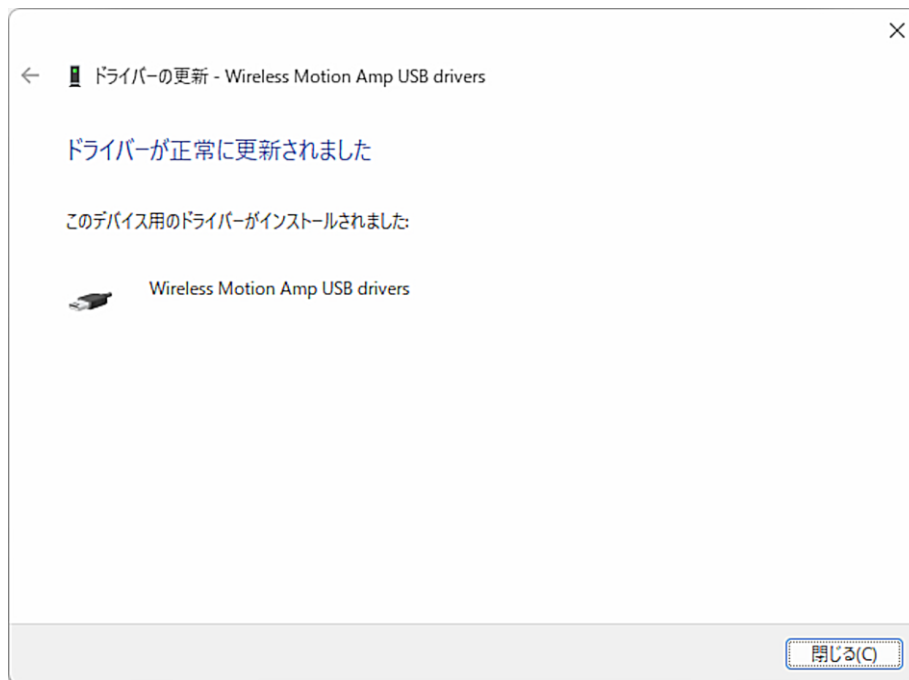 ドライバーの更新 - Wireless Motion Amp USB drivers
ドライバーが正常に更新されました
このデバイス用のドライバーがインストールされました:
Wireless Motion Amp USB drivers
閉じる(C)